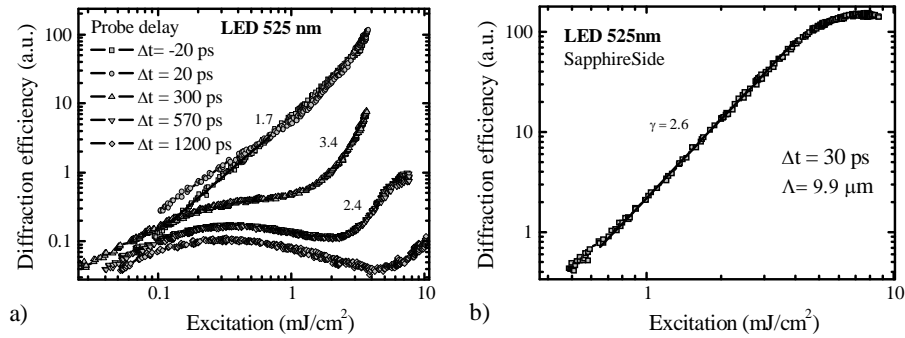 LED 525 nm
Probe delay
Δt= -20 ps
Δt = 20 ps
Δt = 300 ps
Δt = 570 ps
Δt = 1200 ps
1.7
3.4
2.4
100
10
1
0.1
Diffraction efficiency (a.u.)
0.1 1 10
Excitation (mJ/cm²)
a)
LED 525nm
SapphireSide
γ = 2.6
Δt = 30 ps
Λ= 9.9 μm
100
10
1
Diffraction efficiency (a.u.)
1 10
Excitation (mJ/cm²)
b)